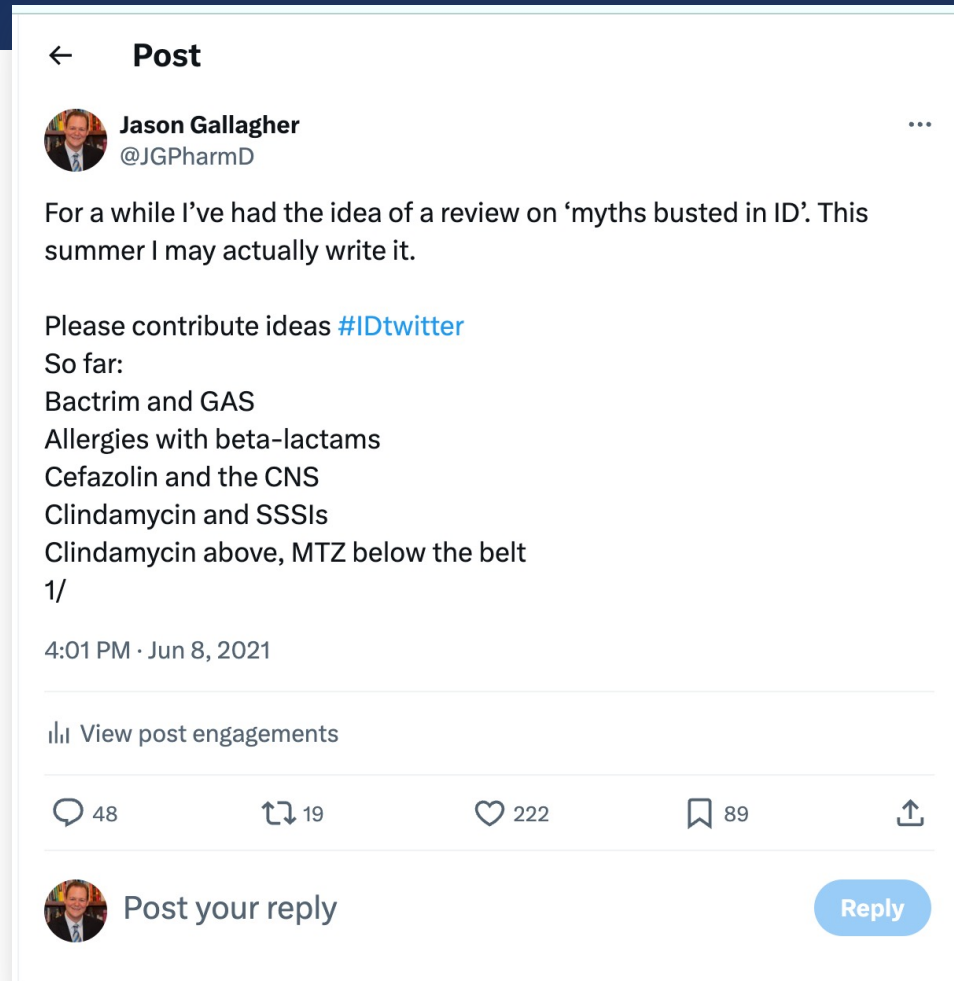 Post
Jason Gallagher
@JGPharmD
For a while I’ve had the idea of a review on ‘myths busted in ID’. This
summer I may actually write it.
Please contribute ideas #IDtwitter
So far:
Bactrim and GAS
Allergies with beta-lactams
Cefazolin and the CNS
Clindamycin and SSSIs
Clindamycin above, MTZ below the belt
1/
4:01 PM · Jun 8, 2021
View post engagements
48 19 222 89
Post your reply Reply